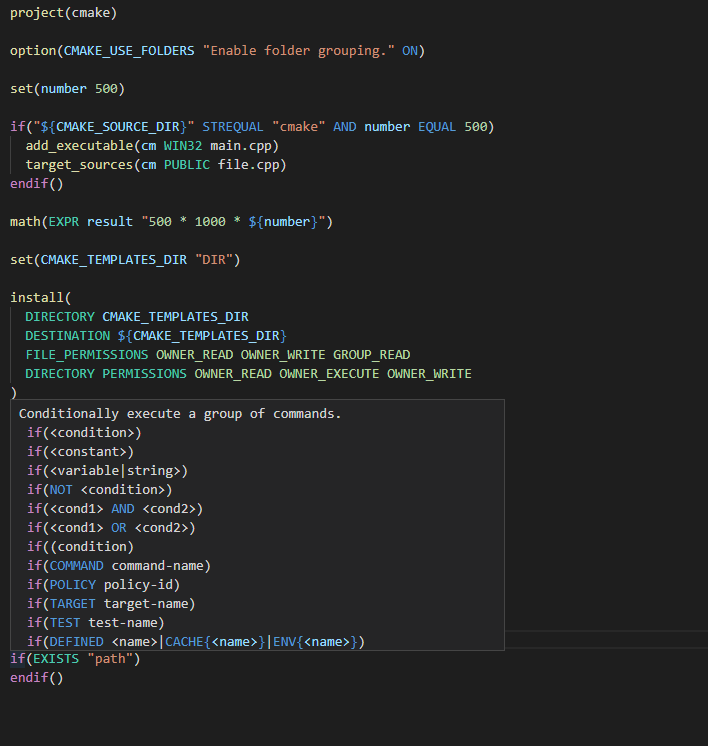 project(cmake)
option(CMAKE_USE_FOLDERS "Enable folder grouping." ON)
set(number 500)
if("${CMAKE_SOURCE_DIR}" STREQUAL "cmake" AND number EQUAL 500)
add_executable(cm WIN32 main.cpp)
target_sources(cm PUBLIC file.cpp)
endif()
math(EXPR result "500 * 1000 * ${number}")
set(CMAKE_TEMPLATES_DIR "DIR")
install(
DIRECTORY CMAKE_TEMPLATES_DIR
DESTINATION ${CMAKE_TEMPLATES_DIR}
FILE_PERMISSIONS OWNER_READ OWNER_WRITE GROUP_READ
DIRECTORY PERMISSIONS OWNER_READ OWNER_EXECUTE OWNER_WRITE
)
Conditionally execute a group of commands.
if(<condition>)
if(<constant>)
if(<variable|string>)
if(NOT <condition>)
if(<cond1> AND <cond2>)
if(<cond1> OR <cond2>)
if((condition)
if(COMMAND command-name)
if(POLICY policy-id)
if(TARGET target-name)
if(TEST test-name)
if(DEFINED <name>|CACHE{<name>}|ENV{<name>})
if(EXISTS "path")
endif()